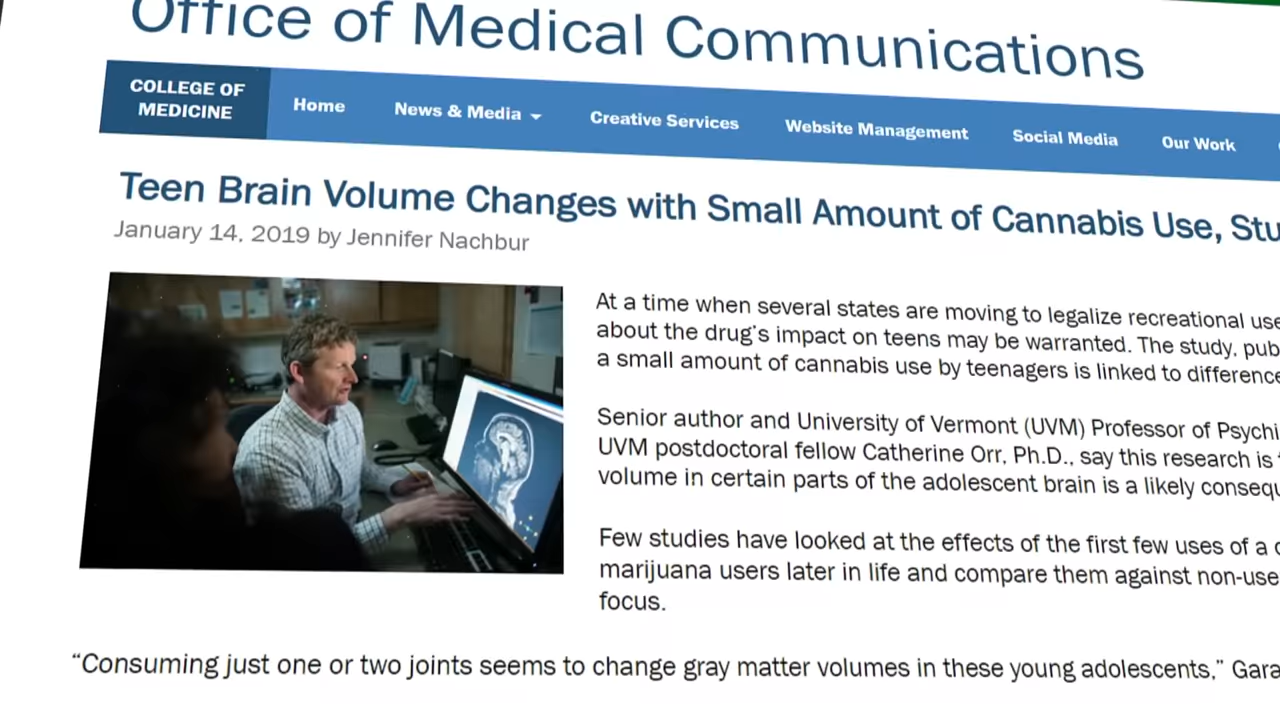 Office of Medical Communications
COLLEGE OF
MEDICINE
Home
News & Media
Creative Services
Website Management
Social Media
Our Work
Teen Brain Volume Changes with Small Amount of Cannabis Use,
January 14, 2019 by Jennifer Nachbur
At a time when several states are moving to legalize recreational use
about the drug's impact on teens may be warranted. The study,
a small amount of cannabis use by teenagers is linked to
Senior author and University of Vermont (UVM) Professor of
UVM postdoctoral fellow Catherine Orr, Ph.D., say this research is
volume in certain parts of the adolescent brain is a likely
Few studies have looked at the effects of the first few uses of a
marijuana users later in life and compare them against
focus.
“Consuming just one or two joints seems to change gray matter volumes in these young adolescents,”